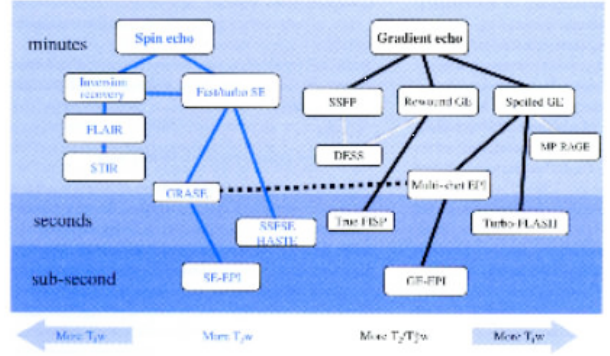 minutes
Spin echo
Gradient echo
Inversion
recovery
Fast/turbo SE
SSFP
Rewound GE
Spoiled GE
FLAIR
DESS
MP RAGE
STIR
GRASE
Multi-shot EPI
seconds
SSFSE
HASTE
True FISP
Turbo-FLASH
sub-second
SE-EPI
GE-EPI
More T₁w
More T₂w
More T₂/T₂*w
More T₁w